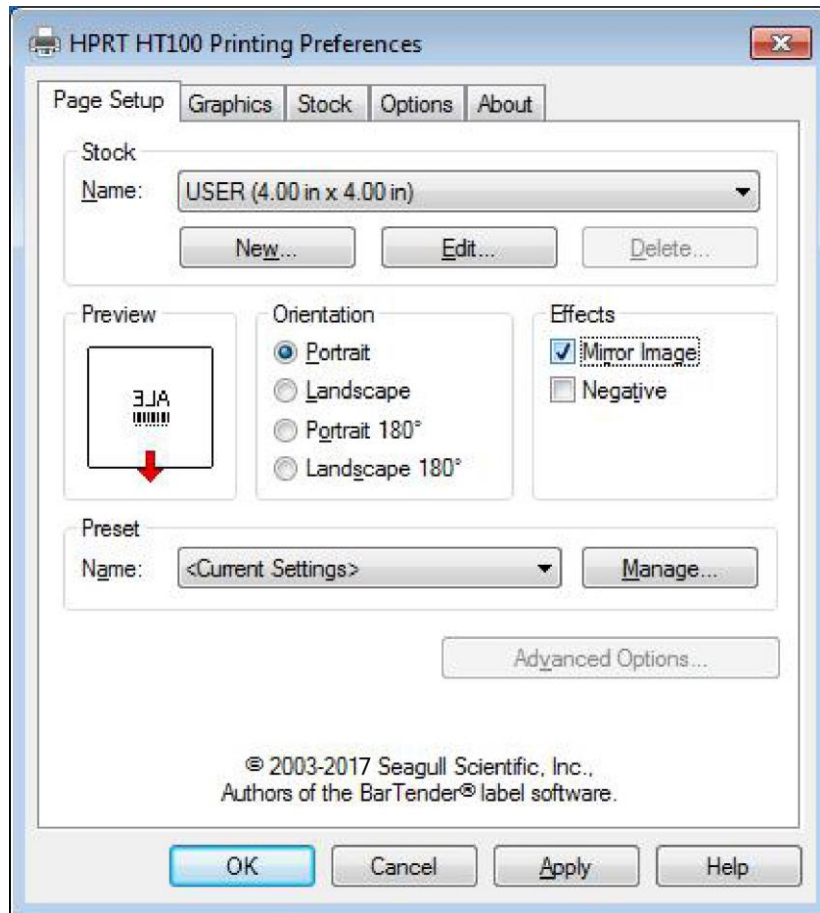 HPRT HT100 Printing Preferences
Page Setup Graphics Stock Options About
Stock
Name: USER (4.00 in x 4.00 in)
New... Edit... Delete...
Preview Orientation Effects
ALE
Portrait Mirror Image
Landscape Negative
Portrait 180°
Landscape 180°
Preset
Name: <Current Settings> Manage...
Advanced Options...
© 2003-2017 Seagull Scientific, Inc.,
Authors of the BarTender® label software.
OK Cancel Apply Help